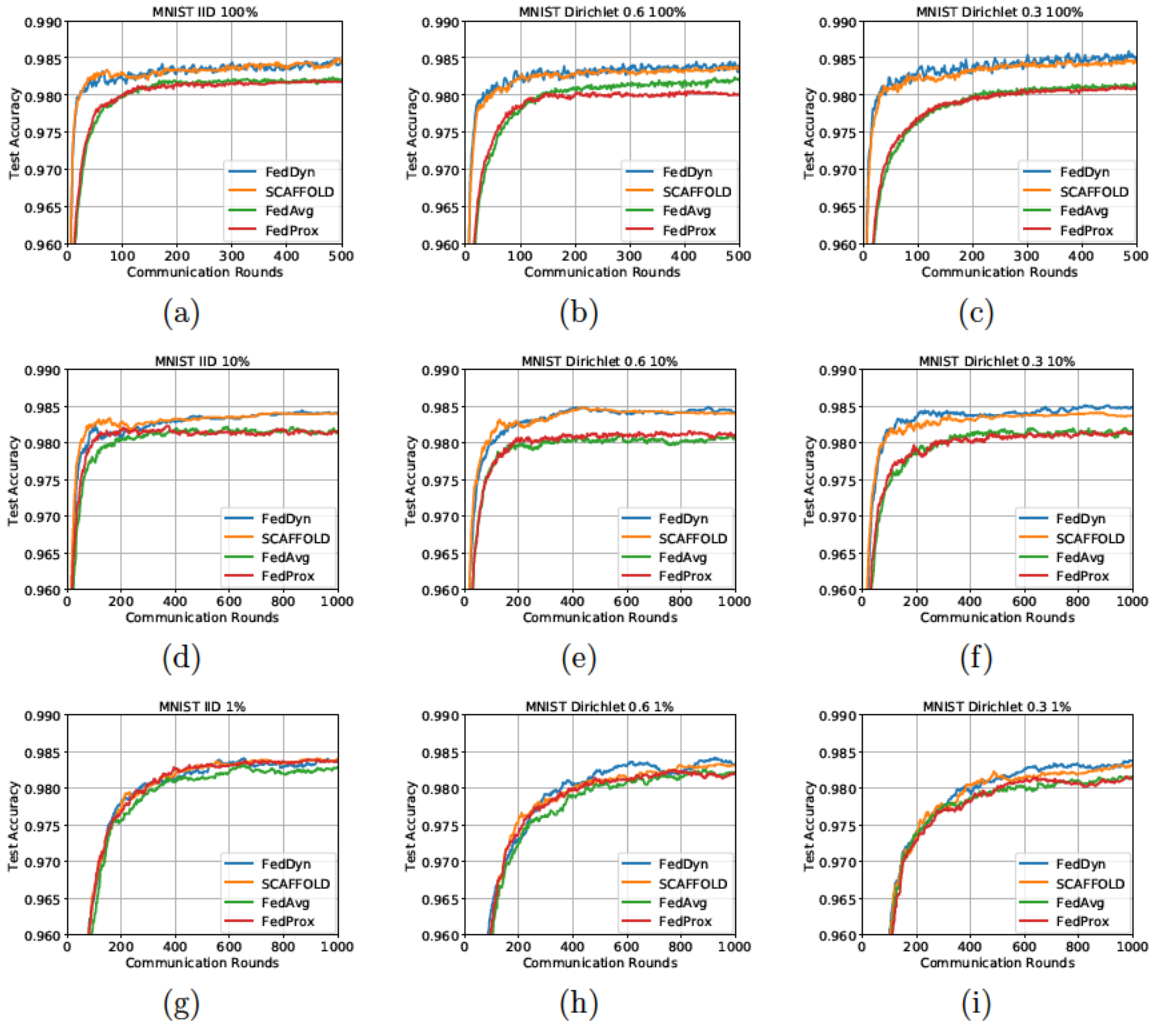 MNIST IID 100%
0.990
0.985
0.980
0.975
0.970
0.965
0.960
Test Accuracy
FedDyn
SCAFFOLD
FedAvg
FedProx
0 100 200 300 400 500
Communication Rounds
(a)
MNIST Dirichlet 0.6 100%
0.990
0.985
0.980
0.975
0.970
0.965
0.960
Test Accuracy
FedDyn
SCAFFOLD
FedAvg
FedProx
0 100 200 300 400 500
Communication Rounds
(b)
MNIST Dirichlet 0.3 100%
0.990
0.985
0.980
0.975
0.970
0.965
0.960
Test Accuracy
FedDyn
SCAFFOLD
FedAvg
FedProx
0 100 200 300 400 500
Communication Rounds
(c)
MNIST IID 10%
0.990
0.985
0.980
0.975
0.970
0.965
0.960
Test Accuracy
FedDyn
SCAFFOLD
FedAvg
FedProx
0 200 400 600 800 1000
Communication Rounds
(d)
MNIST Dirichlet 0.6 10%
0.990
0.985
0.980
0.975
0.970
0.965
0.960
Test Accuracy
FedDyn
SCAFFOLD
FedAvg
FedProx
0 200 400 600 800 1000
Communication Rounds
(e)
MNIST Dirichlet 0.3 10%
0.990
0.985
0.980
0.975
0.970
0.965
0.960
Test Accuracy
FedDyn
SCAFFOLD
FedAvg
FedProx
0 200 400 600 800 1000
Communication Rounds
(f)
MNIST IID 1%
0.990
0.985
0.980
0.975
0.970
0.965
0.960
Test Accuracy
FedDyn
SCAFFOLD
FedAvg
FedProx
0 200 400 600 800 1000
Communication Rounds
(g)
MNIST Dirichlet 0.6 1%
0.990
0.985
0.980
0.975
0.970
0.965
0.960
Test Accuracy
FedDyn
SCAFFOLD
FedAvg
FedProx
0 200 400 600 800 1000
Communication Rounds
(h)
MNIST Dirichlet 0.3 1%
0.990
0.985
0.980
0.975
0.970
0.965
0.960
Test Accuracy
FedDyn
SCAFFOLD
FedAvg
FedProx
0 200 400 600 800 1000
Communication Rounds
(i)